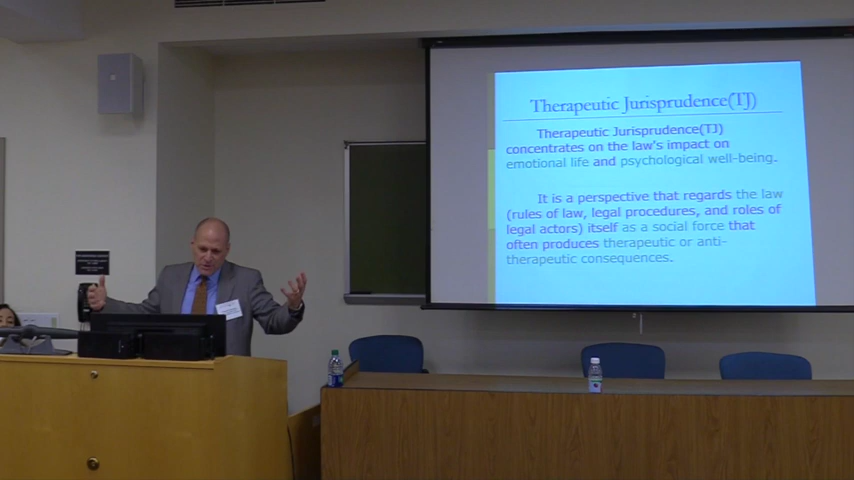 Therapeutic Jurisprudence(TJ)
Therapeutic Jurisprudence(TJ)
concentrates on the law's impact on
emotional life and psychological well-being.
It is a perspective that regards the law
(rules of law, legal procedures, and roles of
legal actors) itself as a social force that
often produces therapeutic or anti-
therapeutic consequences.